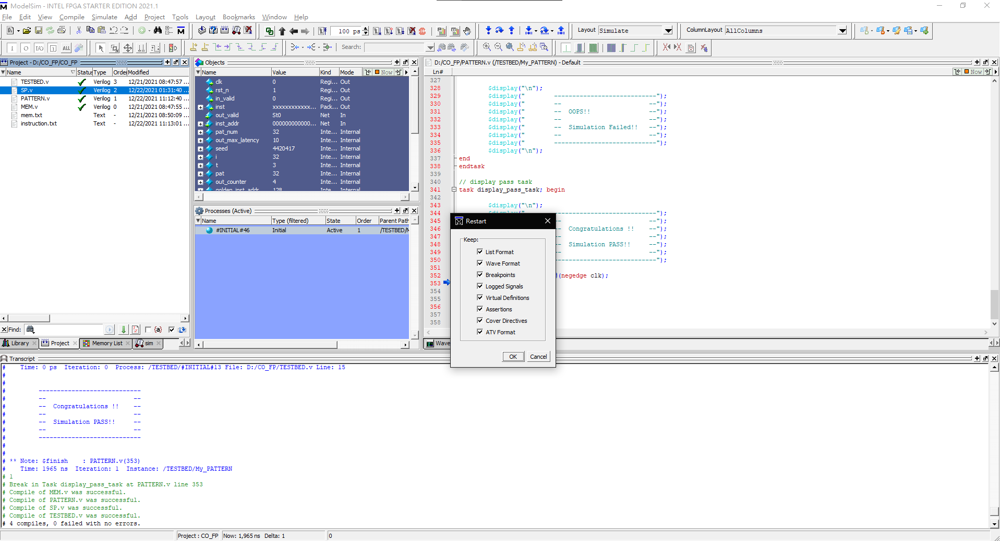 ModelSim - INTEL FPGA STARTER EDITION 2021.1
File Edit View Compile Simulate Add Project Tools Layout Bookmarks Window Help
100 ps
Layout Simulate
ColumnLayout AllColumns
Search:
Project - D:/CO_FP/CO_FP
Name Status Type Order Modified
TESTBED.v Verilog 3 12/21/2021 08:47:57 ...
SP.v Verilog 2 12/22/2021 01:31:40 ...
PATTERN.v Verilog 1 12/22/2021 11:12:40 ...
MEM.v Verilog 0 12/21/2021 08:47:55 ...
mem.txt Text - 12/21/2021 08:50:09 ...
instruction.txt Text - 12/22/2021 11:13:01 ...
Find:
Library Project Memory List sim
Objects
Name Value Kind Mode Now
clk 0 Regi... Out
rst_n 1 Regi... Out
in_valid 0 Regi... Out
inst xxxxxxxxxxxx... Pack... Out
out_valid St0 Net In
inst_addr 000000000000... Net In
pat_num 32 Inte... Internal
out_max_latency 10 Inte... Internal
seed 4420417 Inte... Internal
i 32 Inte... Internal
t 3 Inte... Internal
pat 32 Inte... Internal
out_counter 4 Inte... Internal
golden_inst_addr 128 Inte... Internal
Processes (Active)
Name Type (filtered) State Order Parent Path
#INITIAL#46 Initial Active 1 /TESTBED/M
D:/CO_FP/PATTERN.v (/TESTBED/My_PATTERN) - Default
Ln# Now
327
328 $display("\n");
329 $display(" ----------------------------");
330 $display(" -- --");
331 $display(" -- OOPS!! --");
332 $display(" -- --");
333 $display(" -- Simulation Failed!! --");
334 $display(" -- --");
335 $display(" ----------------------------");
336 $display("\n");
337 end
338 endtask
339
340 // display pass task
341 task display_pass_task; begin
342
343 $display("\n");
344 $display(" ----------------------------");
345 -- --");
346 -- Congratulations !! --");
347 -- --");
348 -- Simulation PASS!! --");
349 -- --");
350 ----------------------------");
351
352 @(negedge clk);
353
354
355
356
357
358
Wave
Restart
Keep:
List Format
Wave Format
Breakpoints
Logged Signals
Virtual Definitions
Assertions
Cover Directives
ATV Format
OK Cancel
Transcript
# Time: 0 ps Iteration: 0 Process: /TESTBED/#INITIAL#13 File: D:/CO_FP/TESTBED.v Line: 15
#
#
# ----------------------------
# -- --
# -- Congratulations !! --
# -- --
# -- Simulation PASS!! --
# -- --
# ----------------------------
#
#
# ** Note: $finish : PATTERN.v(353)
# Time: 1965 ns Iteration: 1 Instance: /TESTBED/My_PATTERN
# 1
# Break in Task display_pass_task at PATTERN.v line 353
# Compile of MEM.v was successful.
# Compile of PATTERN.v was successful.
# Compile of SP.v was successful.
# Compile of TESTBED.v was successful.
# 4 compiles, 0 failed with no errors.
Project : CO_FP Now: 1,965 ns Delta: 1 0